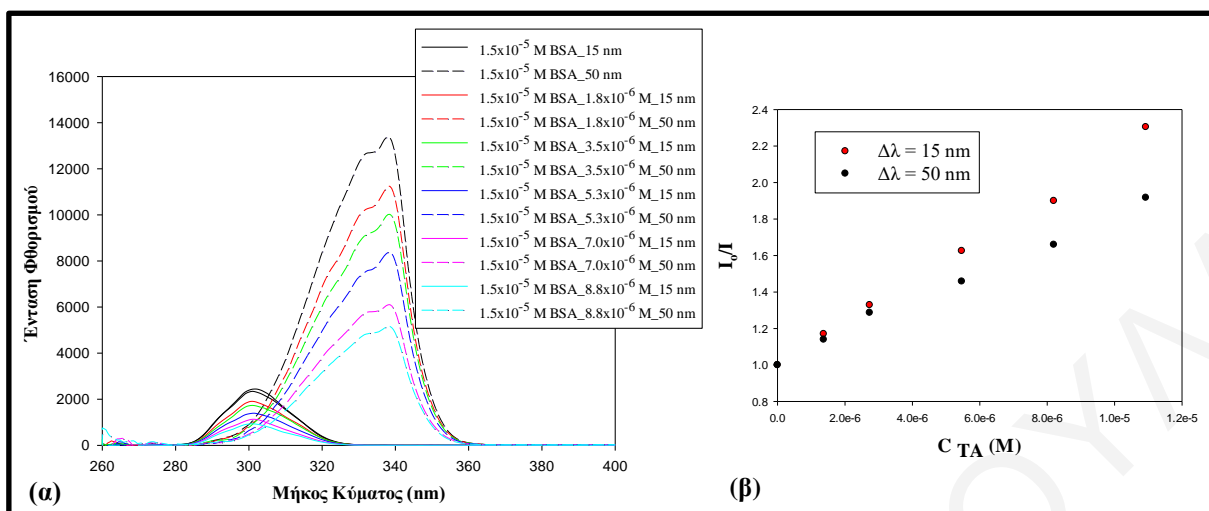 16000
14000
12000
10000
8000
6000
4000
2000
0
Ένταση Φθορισμού
260 280 300 320 340 360 380 400
Μήκος Κύματος (nm)
(α)
1.5x10⁻⁵ M BSA_15 nm
1.5x10⁻⁵ M BSA_50 nm
1.5x10⁻⁵ M BSA_1.8x10⁻⁶ M_15 nm
1.5x10⁻⁵ M BSA_1.8x10⁻⁶ M_50 nm
1.5x10⁻⁵ M BSA_3.5x10⁻⁶ M_15 nm
1.5x10⁻⁵ M BSA_3.5x10⁻⁶ M_50 nm
1.5x10⁻⁵ M BSA_5.3x10⁻⁶ M_15 nm
1.5x10⁻⁵ M BSA_5.3x10⁻⁶ M_50 nm
1.5x10⁻⁵ M BSA_7.0x10⁻⁶ M_15 nm
1.5x10⁻⁵ M BSA_7.0x10⁻⁶ M_50 nm
1.5x10⁻⁵ M BSA_8.8x10⁻⁶ M_15 nm
1.5x10⁻⁵ M BSA_8.8x10⁻⁶ M_50 nm
2.4
2.2
2.0
1.8
1.6
1.4
1.2
1.0
0.8
I₀/I
Δλ = 15 nm
Δλ = 50 nm
0.0 2.0e-6 4.0e-6 6.0e-6 8.0e-6 1.0e-5 1.2e-5
C TA (M)
(β)